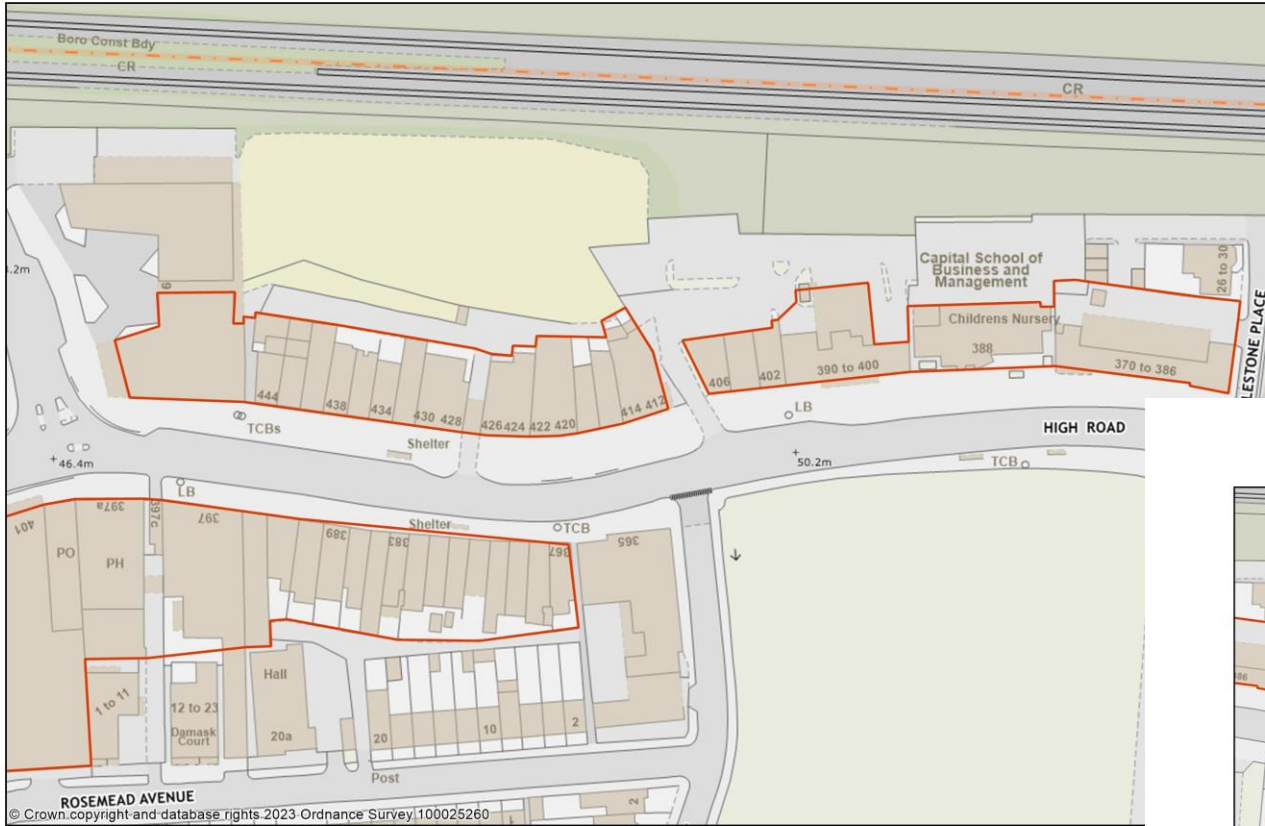 Boro Const Bdy
CR
CR
.2m
9
Capital School of
Business and
Management
26 to 30
LESTONE PLACE
Childrens Nursery
388
370 to 386
390 to 400
402
406
444
438
434
430
428
426
424
422
420
414
412
LB
TCBs
Shelter
HIGH ROAD
46.4m
50.2m
TCB
LB
401
397a
397c
397
Shelter
TCB
389
383
367
365
PO
PH
386
Hall
1 to 11
12 to 23
Damask
Court
20a
20
10
2
Post
2
ROSEMEAD AVENUE
© Crown copyright and database rights 2023 Ordnance Survey 100025260